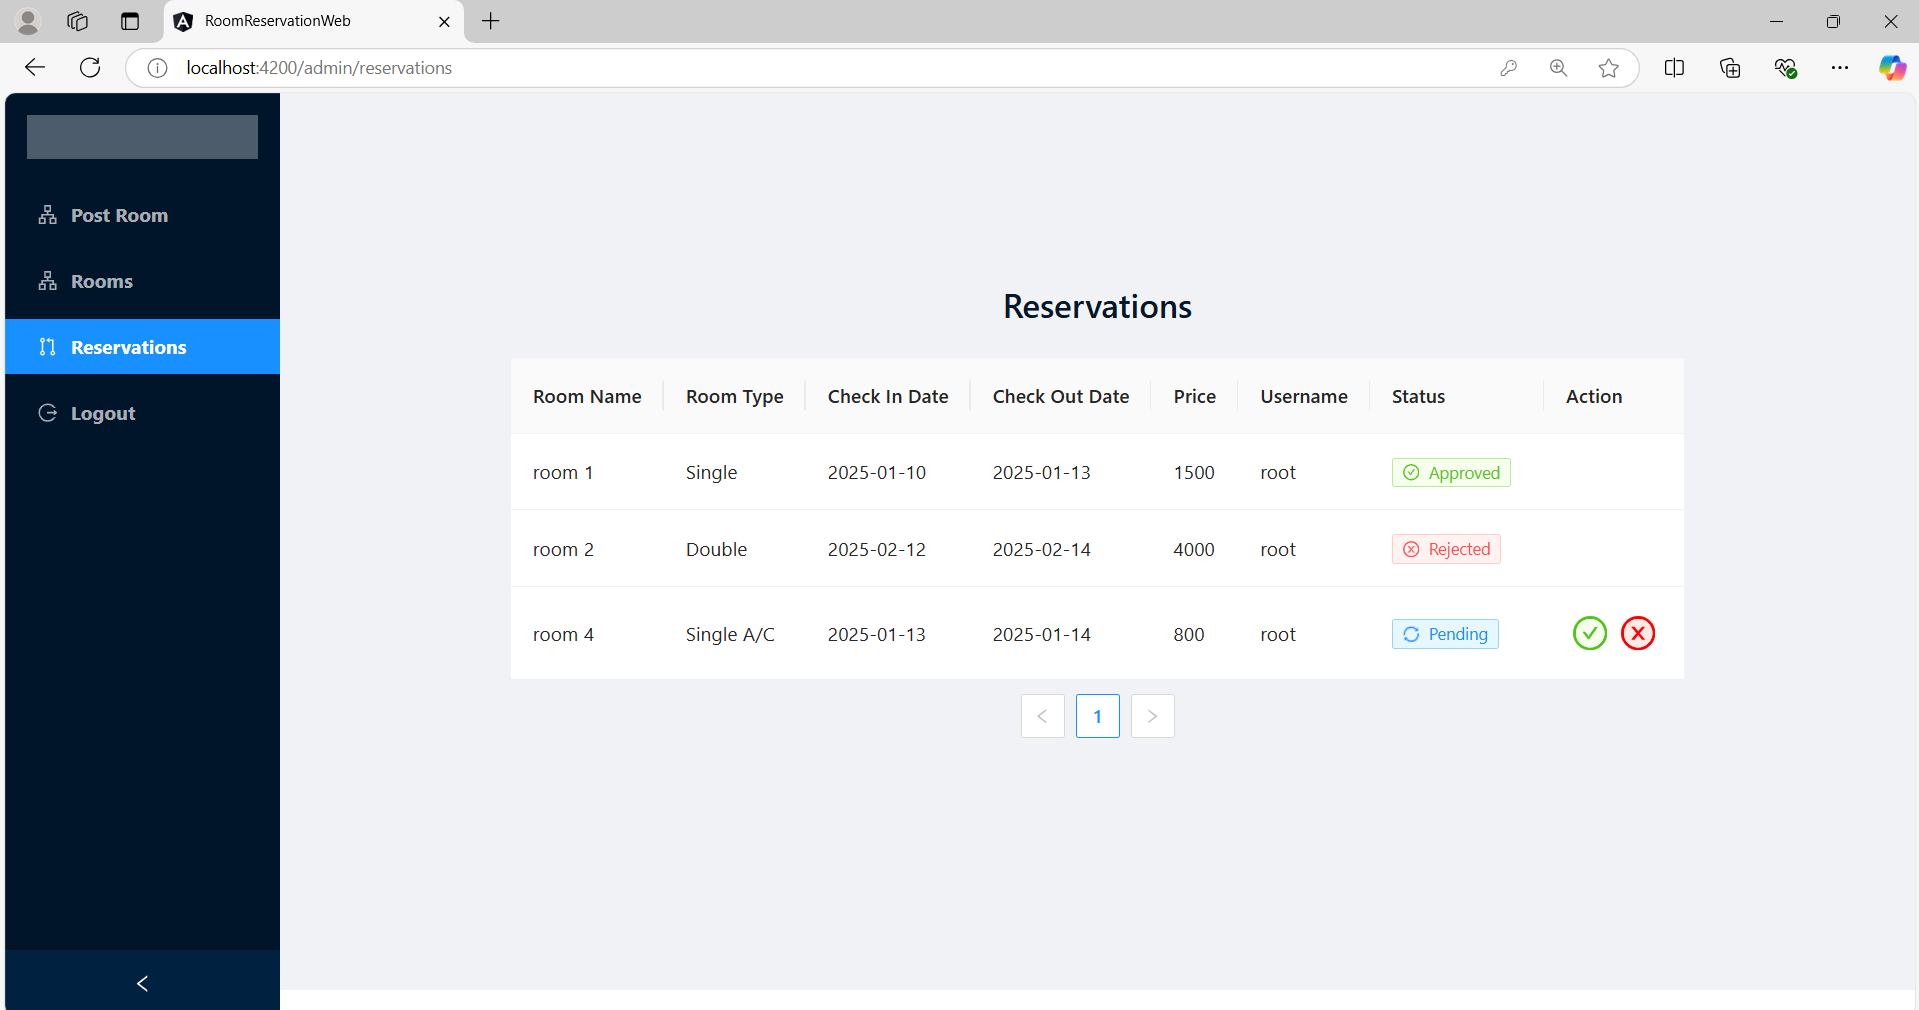 RoomReservationWeb
localhost:4200/admin/reservations
Post Room
Rooms
Reservations
Logout
Reservations
Room Name Room Type Check In Date Check Out Date Price Username Status Action
room 1 Single 2025-01-10 2025-01-13 1500 root Approved
room 2 Double 2025-02-12 2025-02-14 4000 root Rejected
room 4 Single A/C 2025-01-13 2025-01-14 800 root Pending
1